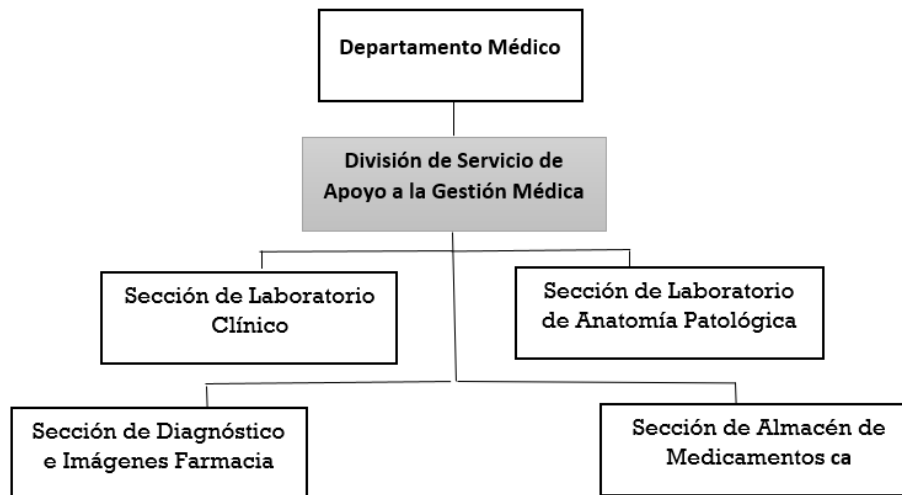 Departamento Médico
División de Servicio de
Apoyo a la Gestión Médica
Sección de Laboratorio
Clínico
Sección de Laboratorio
de Anatomía Patológica
Sección de Diagnóstico
e Imágenes Farmacia
Sección de Almacén de
Medicamentos ca